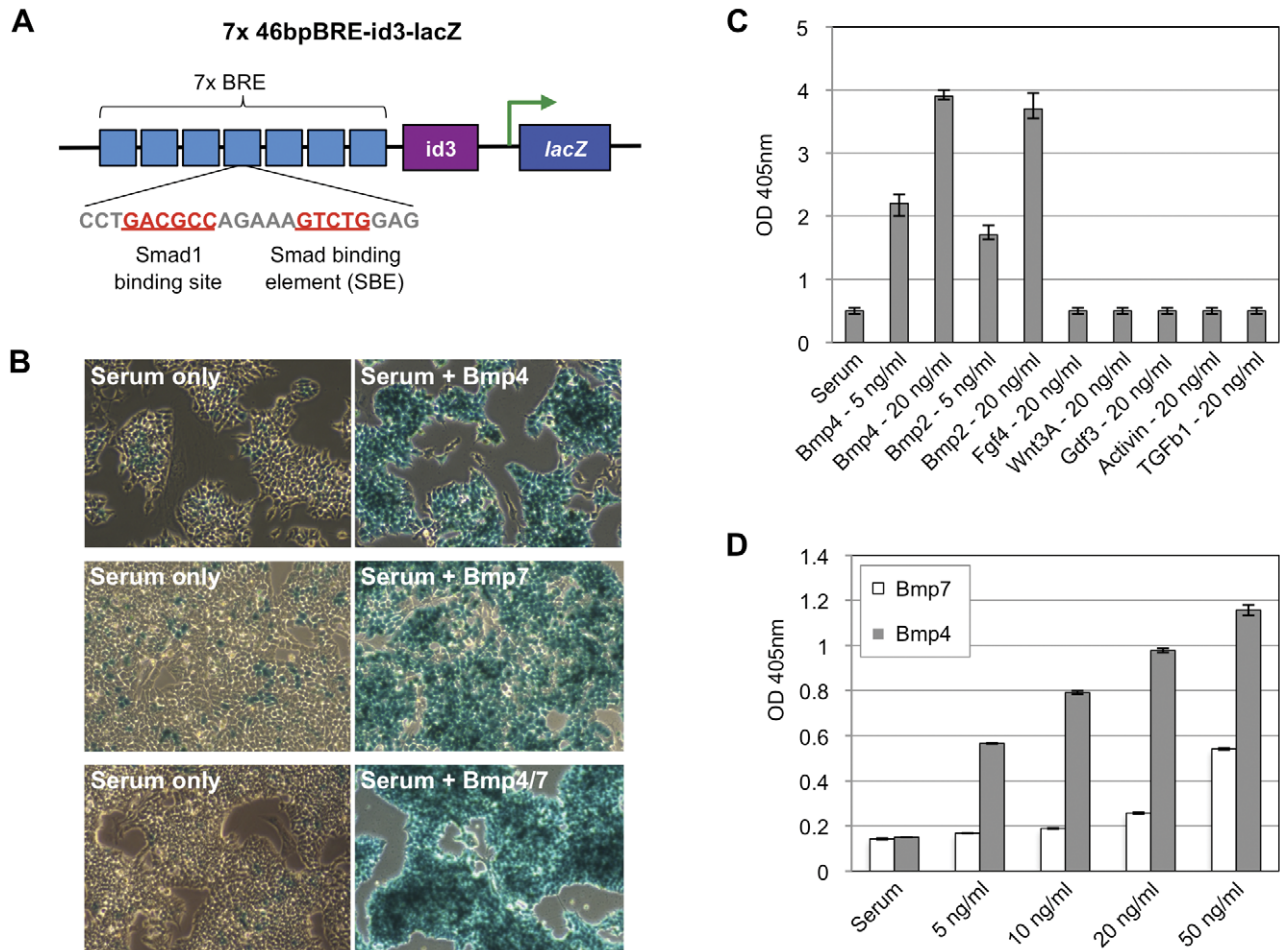 A
7x 46bpBRE-id3-lacZ
7x BRE
id3
lacZ
CCTGACGCCAGAAAGTCTGGAG
Smad1
binding site
Smad binding
element (SBE)
B
Serum only
Serum + Bmp4
Serum only
Serum + Bmp7
Serum only
Serum + Bmp4/7
C
OD 405nm
5
4
3
2
1
0
Serum
Bmp4 - 5 ng/ml
Bmp4 - 20 ng/ml
Bmp2 - 5 ng/ml
Bmp2 - 20 ng/ml
Fgf4 - 20 ng/ml
Wnt3A - 20 ng/ml
Gdf3 - 20 ng/ml
Activin - 20 ng/ml
TGFb1 - 20 ng/ml
D
OD 405nm
1.4
1.2
1
0.8
0.6
0.4
0.2
0
Bmp7
Bmp4
Serum
5 ng/ml
10 ng/ml
20 ng/ml
50 ng/ml